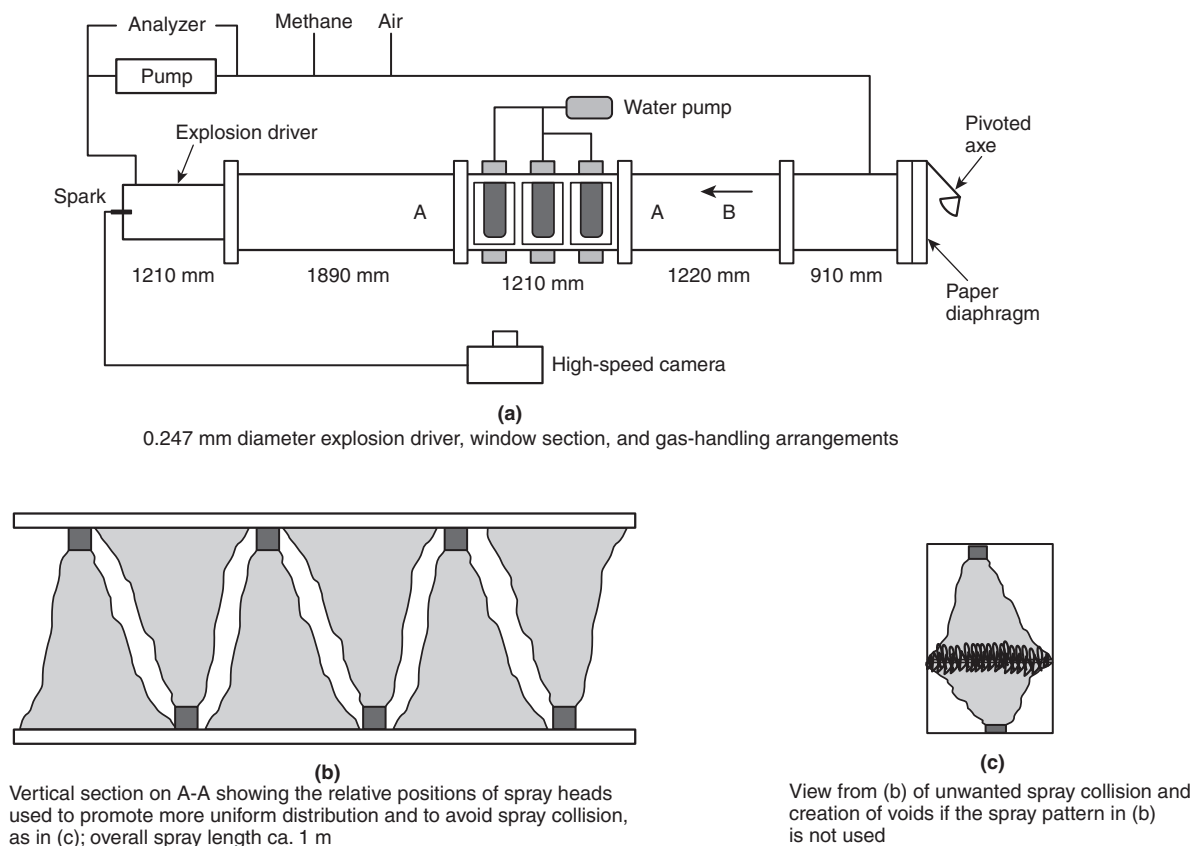 Analyzer
Methane Air
Pump
Water pump
Explosion driver
Pivoted
axe
Spark
A A B
1210 mm 1890 mm 1210 mm 1220 mm 910 mm
Paper
diaphragm
High-speed camera
(a)
0.247 mm diameter explosion driver, window section, and gas-handling arrangements
(b)
Vertical section on A-A showing the relative positions of spray heads
used to promote more uniform distribution and to avoid spray collision,
as in (c); overall spray length ca. 1 m
(c)
View from (b) of unwanted spray collision and
creation of voids if the spray pattern in (b)
is not used